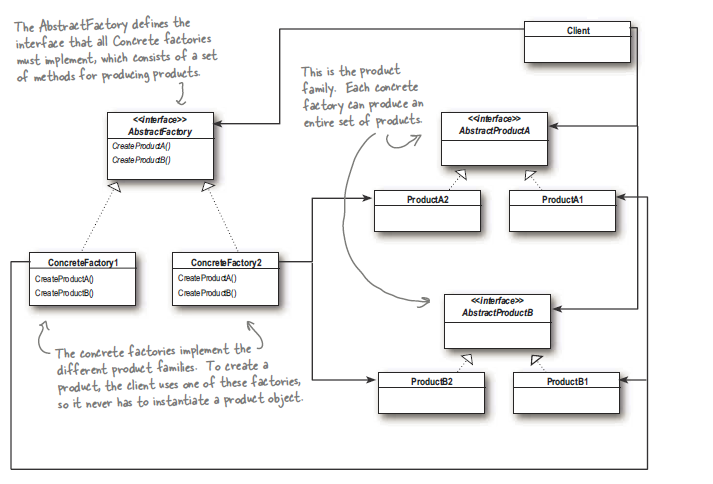 The AbstractFactory defines the
interface that all Concrete factories
must implement, which consists of a set
of methods for producing products.
Client
This is the product
family. Each concrete
factory can produce an
entire set of products.
<<interface>>
AbstractFactory
CreateProductA()
CreateProductB()
<<interface>>
AbstractProductA
ProductA2
ProductA1
ConcreteFactory1
CreateProductA()
CreateProductB()
ConcreteFactory2
CreateProductA()
CreateProductB()
<<interface>>
AbstractProductB
The concrete factories implement the
different product families. To create a
product, the client uses one of these factories,
so it never has to instantiate a product object.
ProductB2
ProductB1